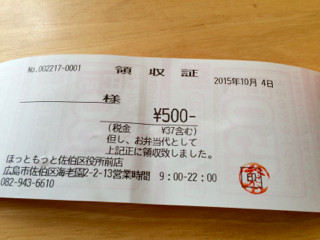 No.002217-0001
領収証
2015年10月 4日
様
¥500-
(税金 ¥37含む)
但し、お弁当代として
上記正に領収致しました。
ほっともっと佐伯区役所前店
広島市佐伯区海老園2-2-13営業時間 9:00-22:00
082-943-6610